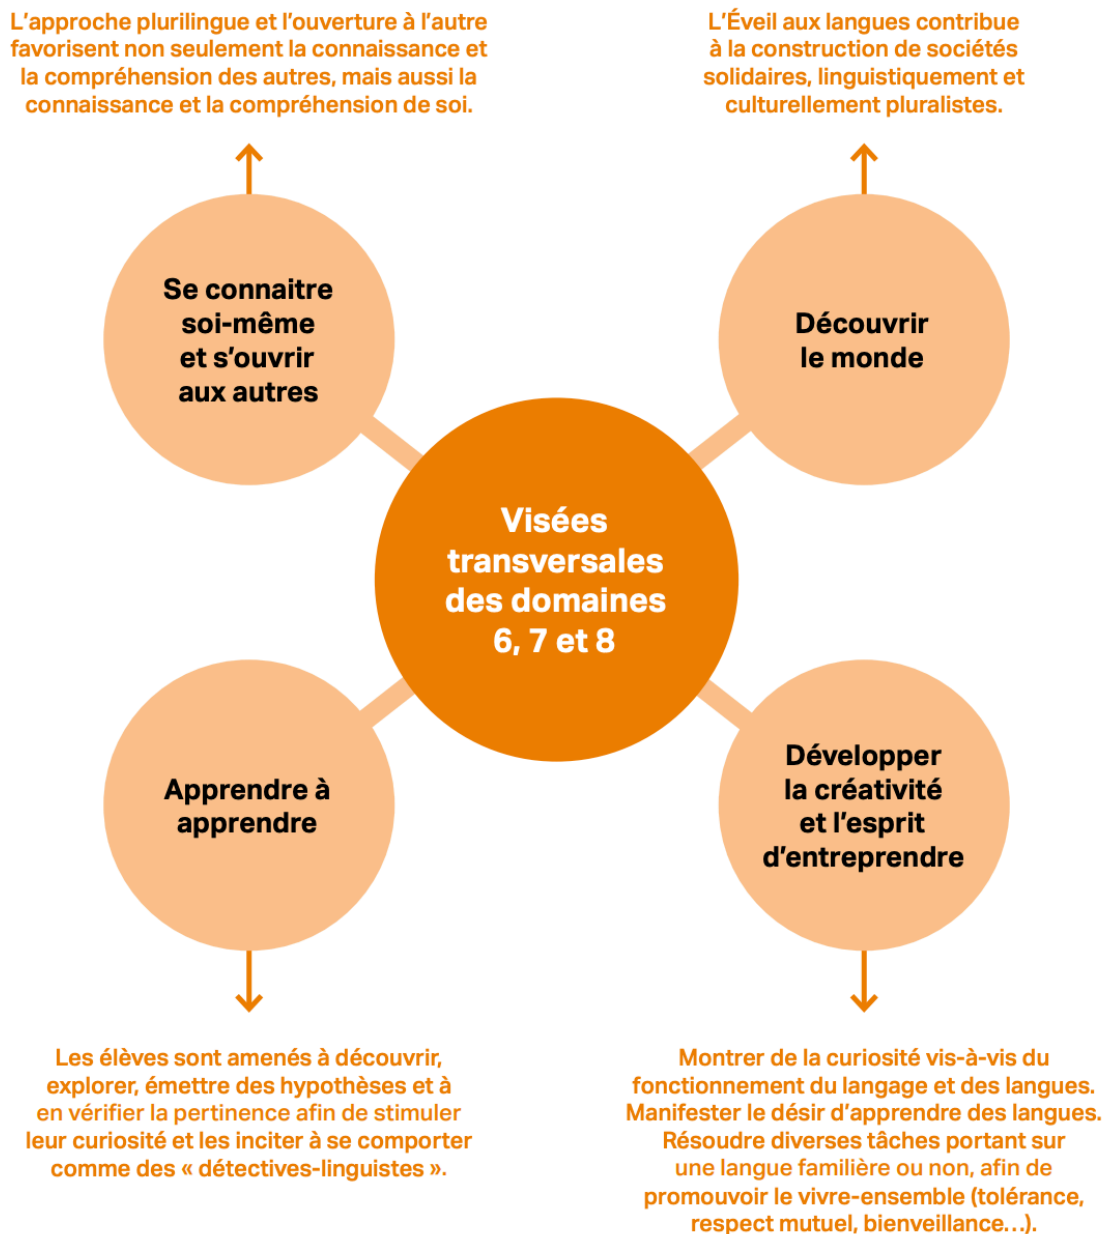 L’approche plurilingue et l’ouverture à l’autre
favorisent non seulement la connaissance et
la compréhension des autres, mais aussi la
connaissance et la compréhension de soi.
L’Éveil aux langues contribue
à la construction de sociétés
solidaires, linguistiquement et
culturellement pluralistes.
Se connaitre
soi-même
et s’ouvrir
aux autres
Découvrir
le monde
Visées
transversales
des domaines
6, 7 et 8
Apprendre à
apprendre
Développer
la créativité
et l’esprit
d’entreprendre
Les élèves sont amenés à découvrir,
explorer, émettre des hypothèses et à
en vérifier la pertinence afin de stimuler
leur curiosité et les inciter à se comporter
comme des « détectives-linguistes ».
Montrer de la curiosité vis-à-vis du
fonctionnement du langage et des langues.
Manifester le désir d’apprendre des langues.
Résoudre diverses tâches portant sur
une langue familière ou non, afin de
promouvoir le vivre-ensemble (tolérance,
respect mutuel, bienveillance…).